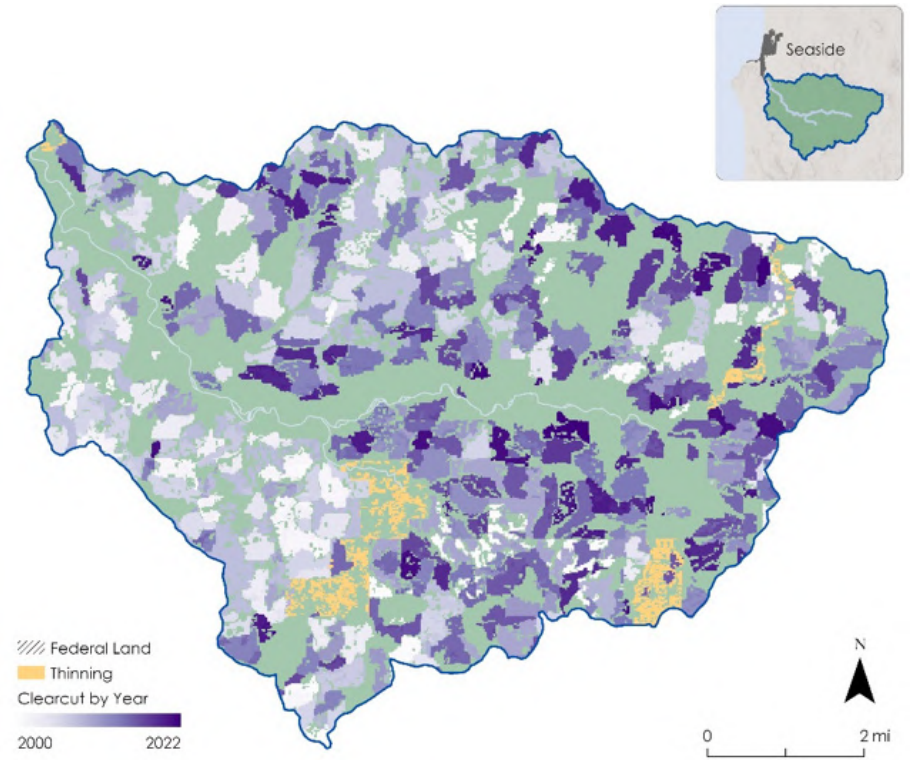 Seaside
Federal Land
Thinning
Clearcut by Year
2000 2022
N
0 2 mi